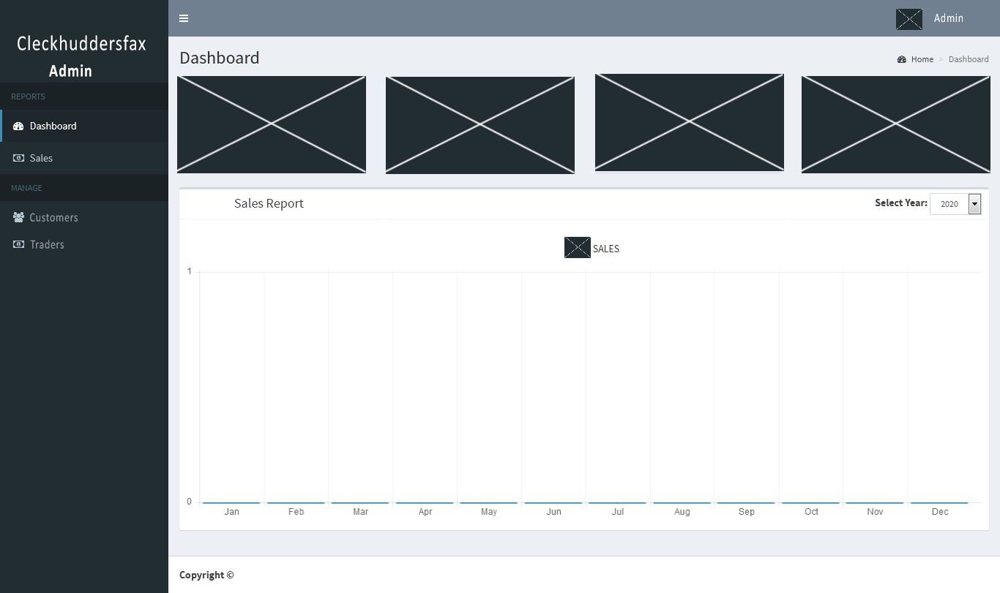 Cleckhuddersfax
Admin
REPORTS
Dashboard
Sales
MANAGE
Customers
Traders
Admin
Dashboard
Home > Dashboard
Sales Report
Select Year: 2020
SALES
1
0
Jan Feb Mar Apr May Jun Jul Aug Sep Oct Nov Dec
Copyright ©